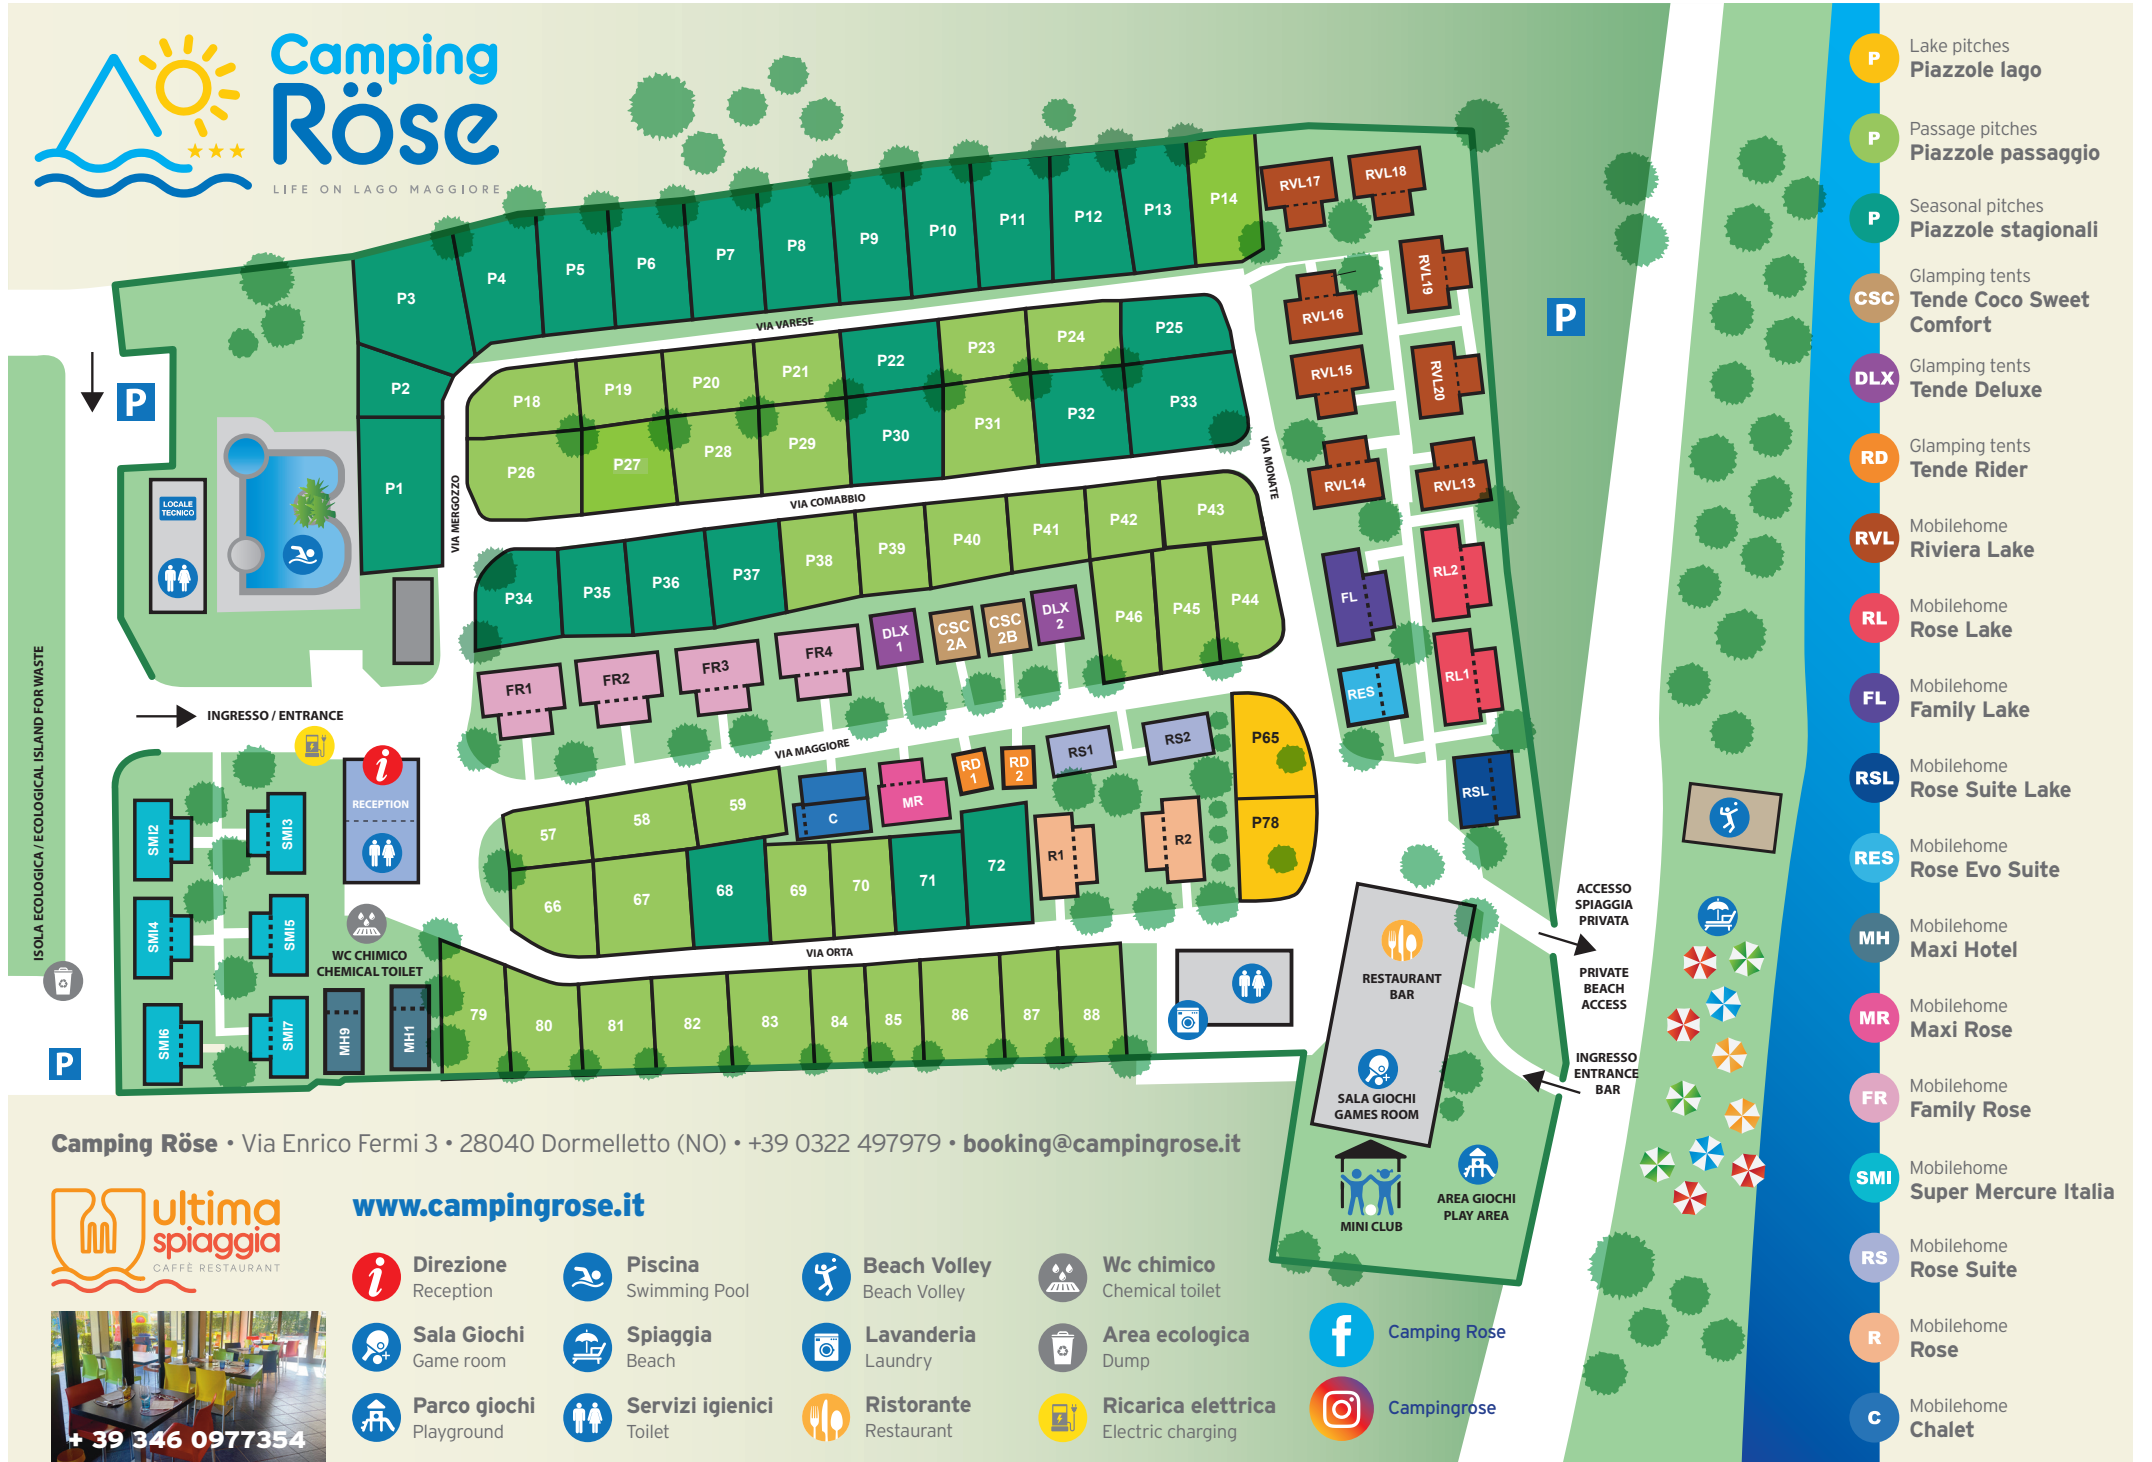 Camping
Röse
LIFE ON LAGO MAGGIORE
P1
P2
P3
P4
P5
P6
P7
P8
P9
P10
P11
P12
P13
P14
RVL17
RVL18
RVL19
RVL16
RVL15
RVL20
RVL14
RVL13
VIA VARESE
P18
P19
P20
P21
P22
P23
P24
P25
P26
P27
P28
P29
P30
P31
P32
P33
VIA MERGOZZO
VIA COMABBIO
VIA MONATE
P34
P35
P36
P37
P38
P39
P40
P41
P42
P43
P46
P45
P44
FR1
FR2
FR3
FR4
DLX
1
CSC
2A
CSC
2B
DLX
2
FL
RL2
RES
RL1
RSL
P
P
P
LOCALE
TECNICO
ISOLA ECOLOGICA / ECOLOGICAL ISLAND FOR WASTE
INGRESSO / ENTRANCE
RECEPTION
VIA MAGGIORE
57
58
59
C
MR
RD
1
RD
2
RS1
RS2
P65
P78
66
67
68
69
70
71
72
R1
R2
VIA ORTA
SMI2
SMI3
SMI4
SMI5
SMI6
SMI7
WC CHIMICO
CHEMICAL TOILET
MH9
MH1
79
80
81
82
83
84
85
86
87
88
RESTAURANT
BAR
SALA GIOCHI
GAMES ROOM
MINI CLUB
AREA GIOCHI
PLAY AREA
ACCESSO
SPIAGGIA
PRIVATA
PRIVATE
BEACH
ACCESS
INGRESSO
ENTRANCE
BAR
P
Lake pitches
Piazzole lago
P
Passage pitches
Piazzole passaggio
P
Seasonal pitches
Piazzole stagionali
CSC
Glamping tents
Tende Coco Sweet
Comfort
DLX
Glamping tents
Tende Deluxe
RD
Glamping tents
Tende Rider
RVL
Mobilehome
Riviera Lake
RL
Mobilehome
Rose Lake
FL
Mobilehome
Family Lake
RSL
Mobilehome
Rose Suite Lake
RES
Mobilehome
Rose Evo Suite
MH
Mobilehome
Maxi Hotel
MR
Mobilehome
Maxi Rose
FR
Mobilehome
Family Rose
SMI
Mobilehome
Super Mercure Italia
RS
Mobilehome
Rose Suite
R
Mobilehome
Rose
C
Mobilehome
Chalet
Camping Röse • Via Enrico Fermi 3 • 28040 Dormelletto (NO) • +39 0322 497979 • booking@campingrose.it
ultima
spiaggia
CAFFÈ RESTAURANT
+ 39 346 0977354
www.campingrose.it
Direzione
Reception
Piscina
Swimming Pool
Beach Volley
Beach Volley
Wc chimico
Chemical toilet
Sala Giochi
Game room
Spiaggia
Beach
Lavanderia
Laundry
Area ecologica
Dump
Parco giochi
Playground
Servizi igienici
Toilet
Ristorante
Restaurant
Ricarica elettrica
Electric charging
Camping Rose
Campingrose